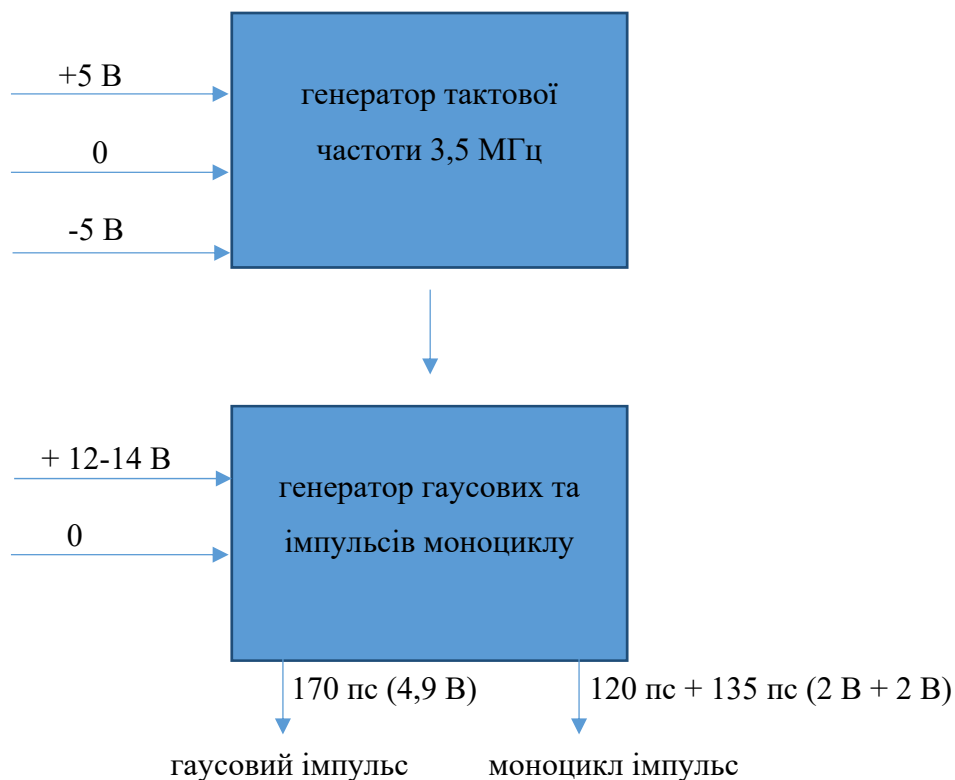 +5 В
0
-5 В
генератор тактової
частоти 3,5 МГц
+ 12-14 В
0
генератор гаусових та
імпульсів моноциклу
170 пс (4,9 В)
120 пс + 135 пс (2 В + 2 В)
гаусовий імпульс
моноцикл імпульс